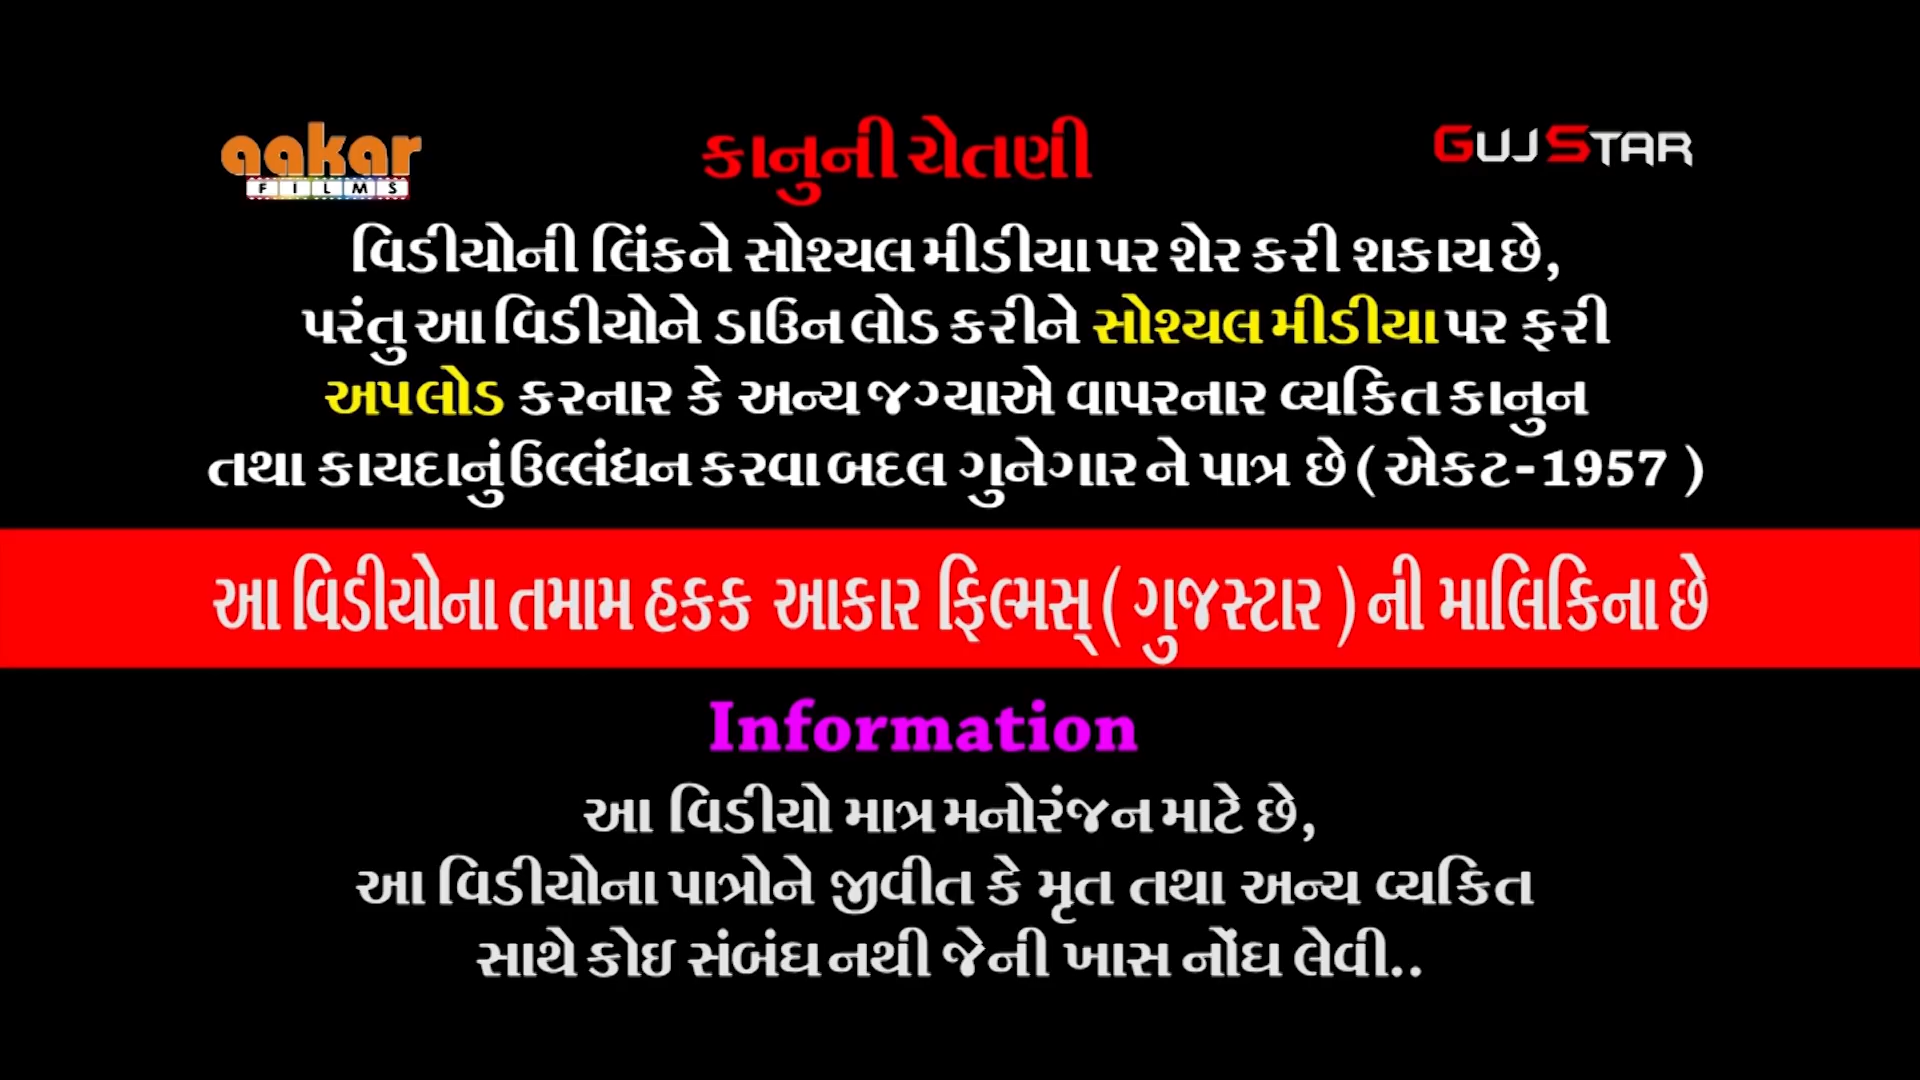 aakar
FILMS
કાનુની ચેતણી
GUJSTAR
વિડીયોની લિંકને સોશ્યલ મીડીયા પર શેર કરી શકાય છે,
પરંતુ આ વિડીયોને ડાઉન લોડ કરીને સોશ્યલ મીડીયા પર ફરી
અપલોડ કરનાર કે અન્ય જગ્યાએ વાપરનાર વ્યકિત કાનુન
તથા કાયદાનું ઉલ્લંઘન કરવા બદલ ગુનેગાર ને પાત્ર છે ( એકટ-1957 )
આ વિડીયોના તમામ હકક આકાર ફિલ્મસ્ ( ગુજસ્ટાર ) ની માલિકિના છે
Information
આ વિડીયો માત્ર મનોરંજન માટે છે,
આ વિડીયોના પાત્રોને જીવીત કે મૃત તથા અન્ય વ્યકિત
સાથે કોઇ સંબંઘ નથી જેની ખાસ નોંઘ લેવી..